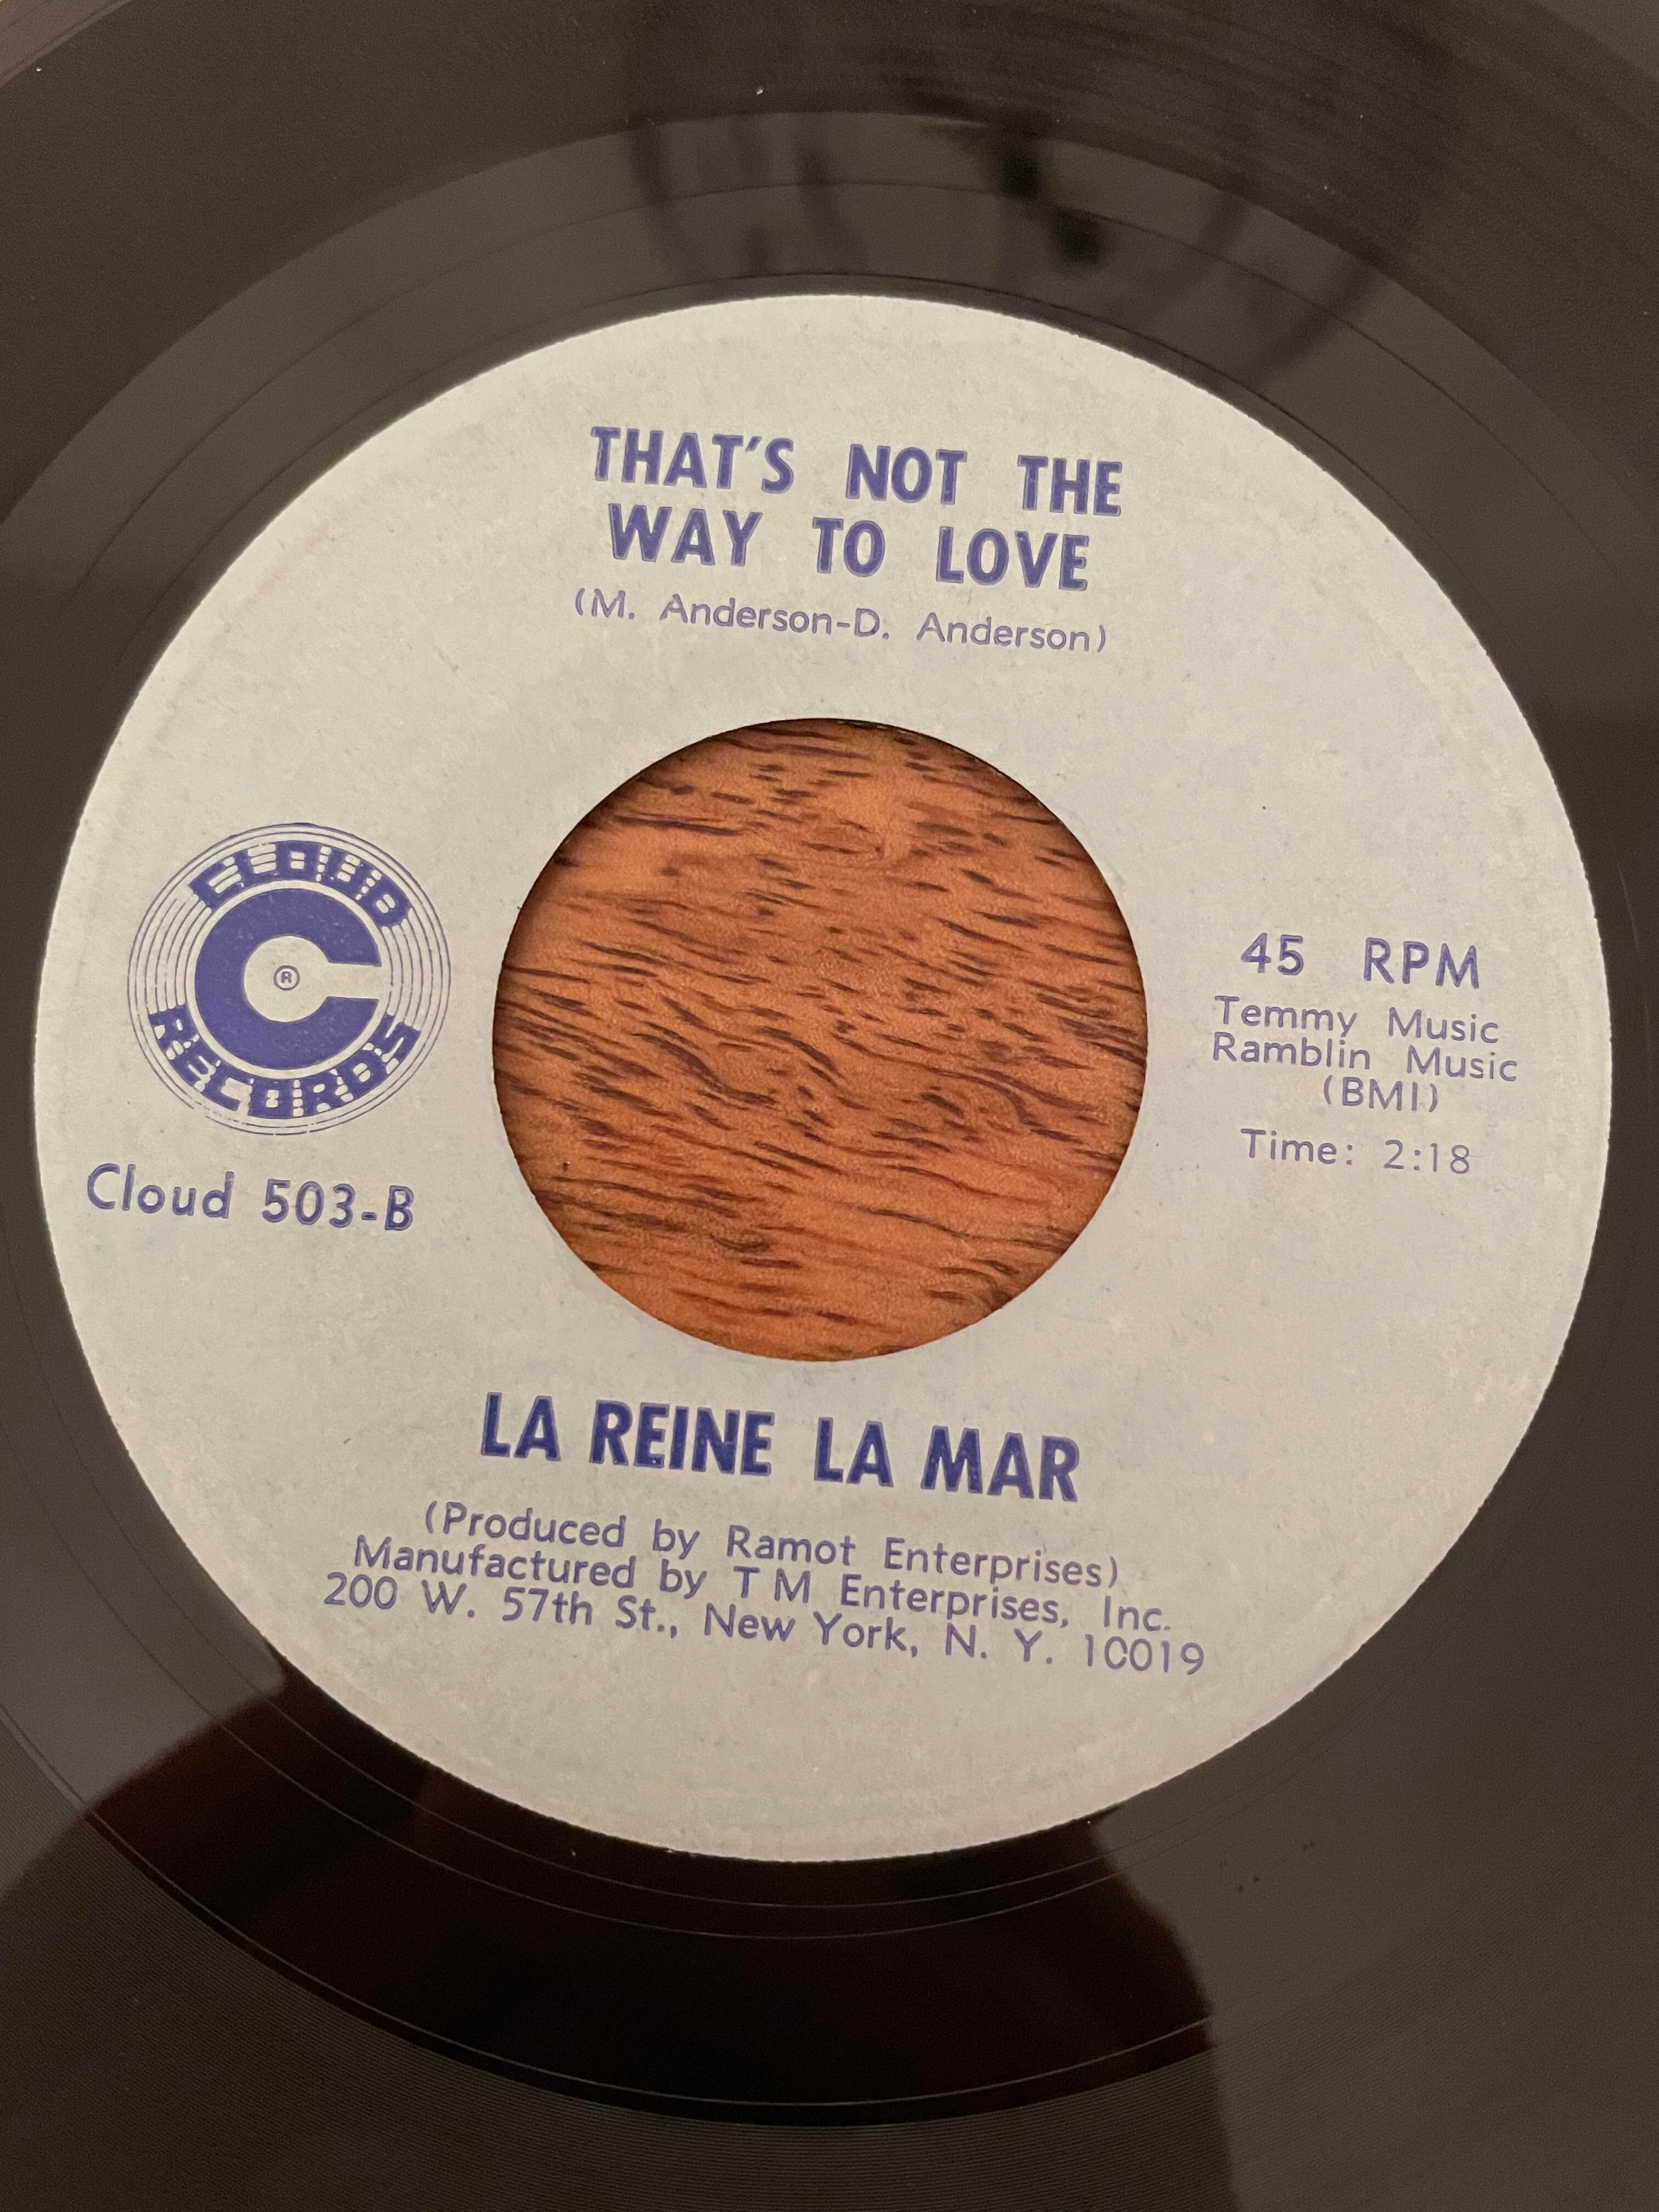 THAT'S NOT THE
WAY TO LOVE
(M. Anderson-D. Anderson)
CLOUD
C
®
RECORDS
Cloud 503-B
45 RPM
Temmy Music
Ramblin Music
(BMI)
Time: 2:18
LA REINE LA MAR
(Produced by Ramot Enterprises)
Manufactured by T M Enterprises, Inc.
200 W. 57th St., New York, N. Y. 10019